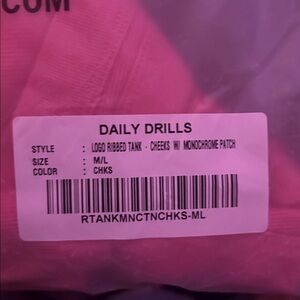 COM
DAILY DRILLS
STYLE : LOGO RIBBED TANK - CHEEKS W/ MONOCHROME PATCH
SIZE : M/L
COLOR : CHKS
RTANKMNCTNCHKS-ML